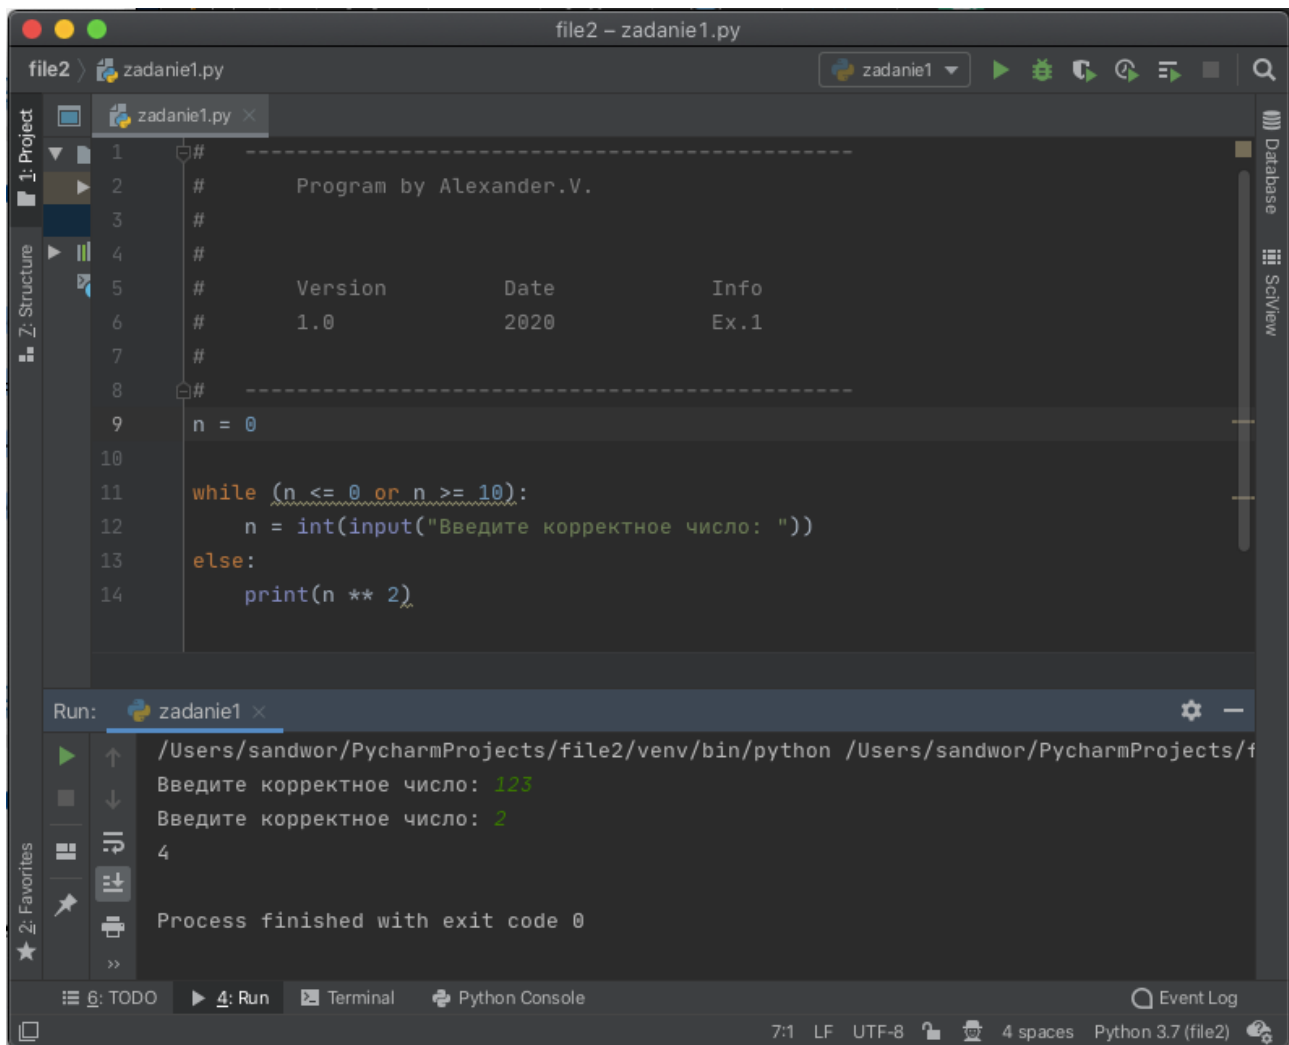 file2 – zadanie1.py
file2 zadanie1.py zadanie1
1: Project
7: Structure
2: Favorites
zadanie1.py
1 # -----------------------------------------------
2 # Program by Alexander.V.
3 #
4 #
5 # Version Date Info
6 # 1.0 2020 Ex.1
7 #
8 # -----------------------------------------------
9 n = 0
10
11 while (n <= 0 or n >= 10):
12 n = int(input("Введите корректное число: "))
13 else:
14 print(n ** 2)
Database
SciView
Run: zadanie1
/Users/sandwor/PycharmProjects/file2/venv/bin/python /Users/sandwor/PycharmProjects/f
Введите корректное число: 123
Введите корректное число: 2
4
Process finished with exit code 0
6: TODO 4: Run Terminal Python Console Event Log
7:1 LF UTF-8 4 spaces Python 3.7 (file2)